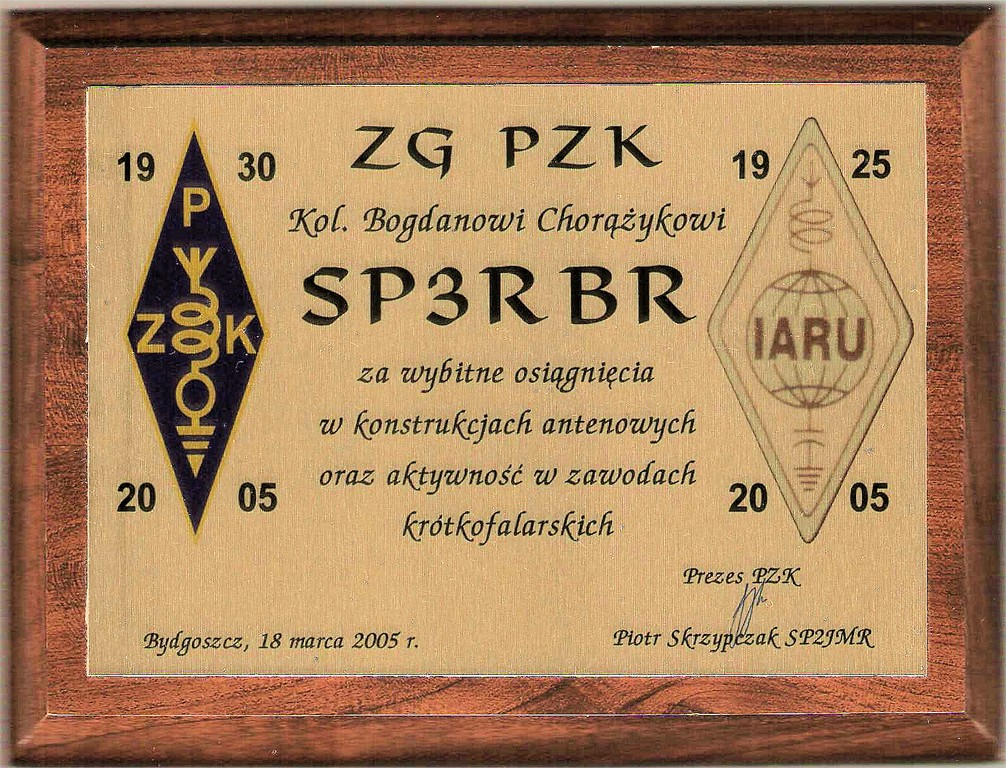 ZG PZK
19 30
19 25
P
Z K
Kol. Bogdanowi Chorążykowi
SP3RBR
IARU
za wybitne osiągnięcia
w konstrukcjach antenowych
oraz aktywność w zawodach
krótkofalarskich
20 05
20 05
Prezes PZK
Bydgoszcz, 18 marca 2005 r.
Piotr Skrzypczak SP2JMR